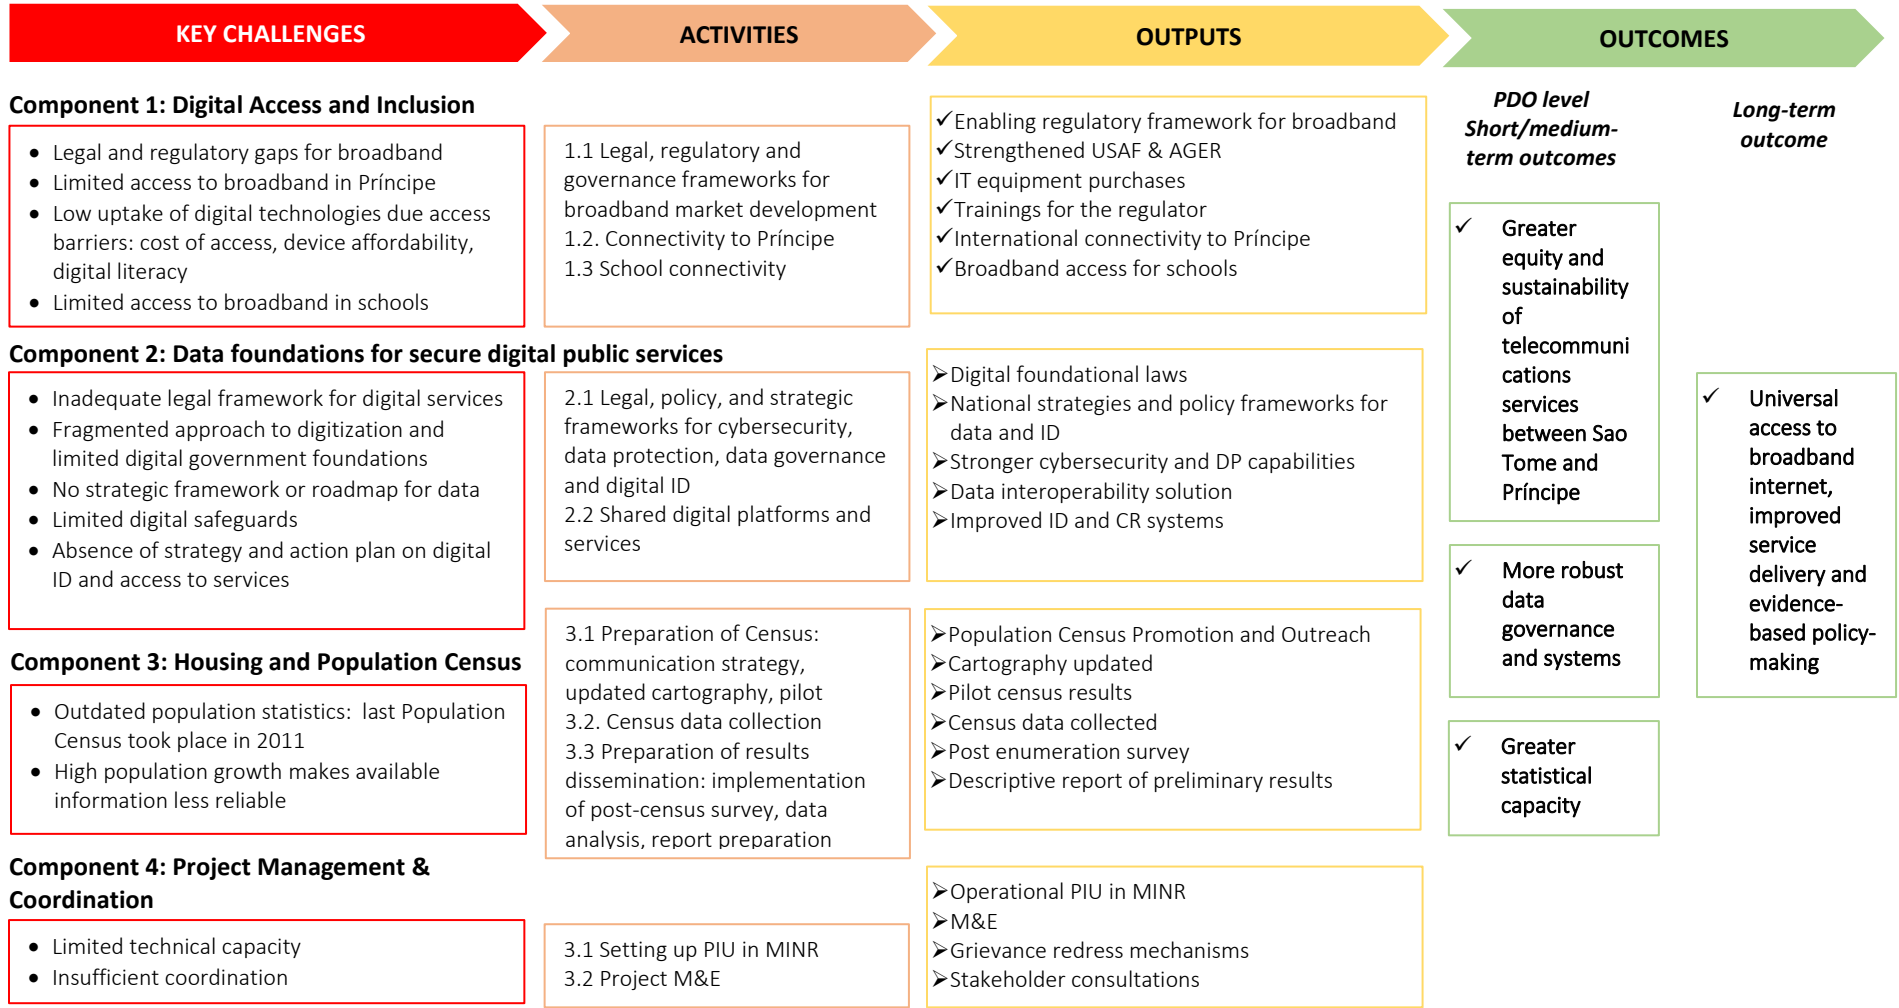 KEY CHALLENGES
ACTIVITIES
OUTPUTS
OUTCOMES
Component 1: Digital Access and Inclusion
• Legal and regulatory gaps for broadband
• Limited access to broadband in Príncipe
• Low uptake of digital technologies due access
barriers: cost of access, device affordability,
digital literacy
• Limited access to broadband in schools
1.1 Legal, regulatory and
governance frameworks for
broadband market development
1.2. Connectivity to Príncipe
1.3 School connectivity
✓Enabling regulatory framework for broadband
✓Strengthened USAF & AGER
✓IT equipment purchases
✓Trainings for the regulator
✓International connectivity to Príncipe
✓Broadband access for schools
PDO level
Short/medium-
term outcomes
Long-term
outcome
Component 2: Data foundations for secure digital public services
• Inadequate legal framework for digital services
• Fragmented approach to digitization and
limited digital government foundations
• No strategic framework or roadmap for data
• Limited digital safeguards
• Absence of strategy and action plan on digital
ID and access to services
2.1 Legal, policy, and strategic
frameworks for cybersecurity,
data protection, data governance
and digital ID
2.2 Shared digital platforms and
services
➢Digital foundational laws
➢National strategies and policy frameworks for
data and ID
➢Stronger cybersecurity and DP capabilities
➢Data interoperability solution
➢Improved ID and CR systems
✓ Greater
equity and
sustainability
of
telecommuni
cations
services
between Sao
Tome and
Príncipe
✓ More robust
data
governance
and systems
✓ Greater
statistical
capacity
✓ Universal
access to
broadband
internet,
improved
service
delivery and
evidence-
based policy-
making
Component 3: Housing and Population Census
• Outdated population statistics: last Population
Census took place in 2011
• High population growth makes available
information less reliable
3.1 Preparation of Census:
communication strategy,
updated cartography, pilot
3.2. Census data collection
3.3 Preparation of results
dissemination: implementation
of post-census survey, data
analysis, report preparation
➢Population Census Promotion and Outreach
➢Cartography updated
➢Pilot census results
➢Census data collected
➢Post enumeration survey
➢Descriptive report of preliminary results
Component 4: Project Management &
Coordination
• Limited technical capacity
• Insufficient coordination
3.1 Setting up PIU in MINR
3.2 Project M&E
➢Operational PIU in MINR
➢M&E
➢Grievance redress mechanisms
➢Stakeholder consultations